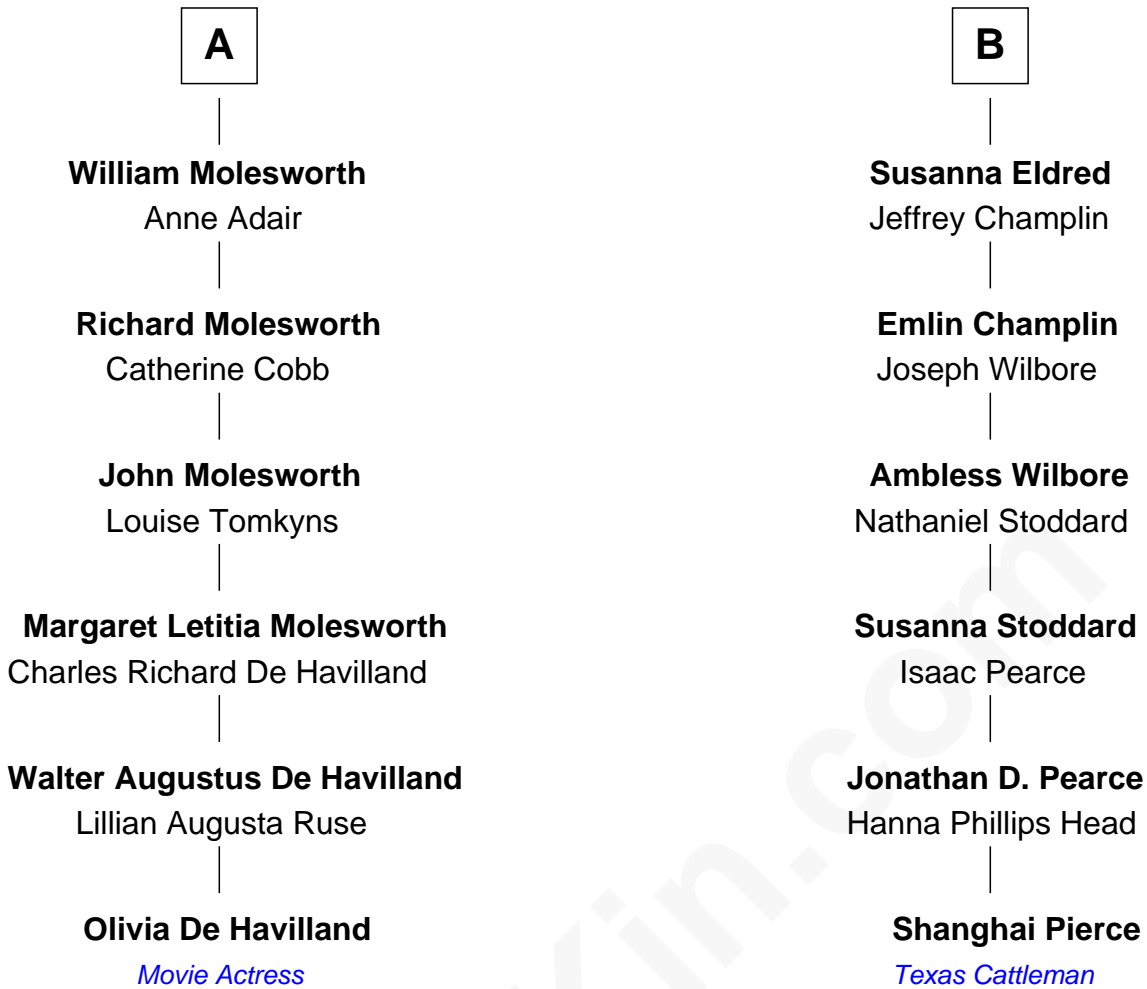 A
William Molesworth
Anne Adair
Richard Molesworth
Catherine Cobb
John Molesworth
Louise Tomkyns
Margaret Letitia Molesworth
Charles Richard De Havilland
Walter Augustus De Havilland
Lillian Augusta Ruse
Olivia De Havilland
Movie Actress
B
Susanna Eldred
Jeffrey Champlin
Emlin Champlin
Joseph Wilbore
Ambless Wilbore
Nathaniel Stoddard
Susanna Stoddard
Isaac Pearce
Jonathan D. Pearce
Hanna Phillips Head
Shanghai Pierce
Texas Cattleman
Kin.com